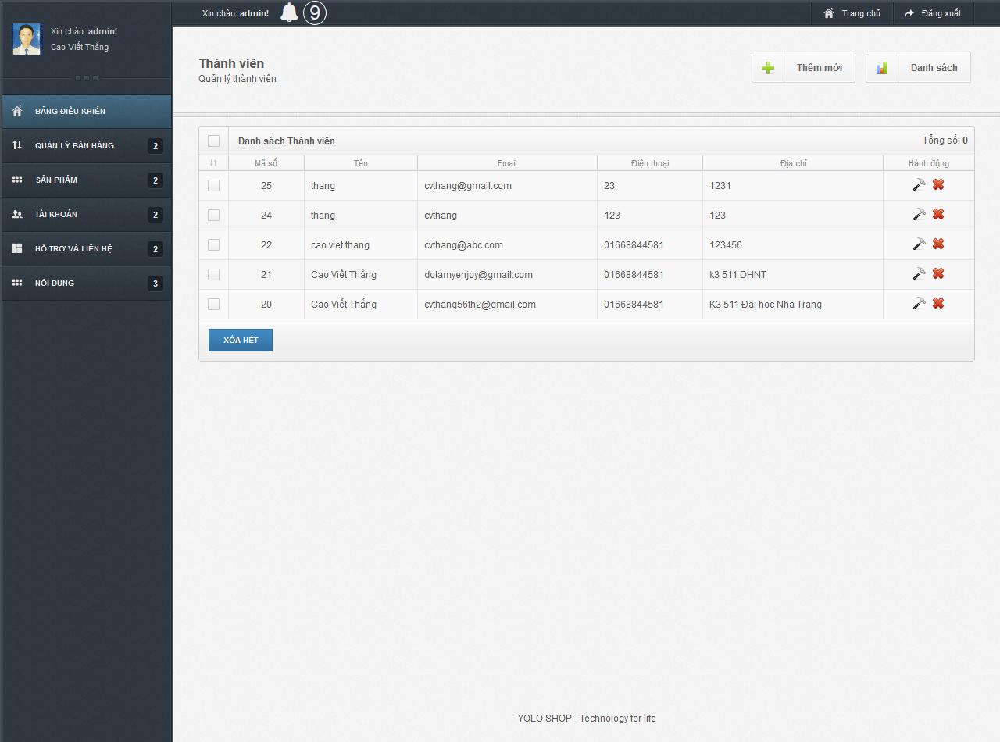 Xin chào: admin!
Cao Viết Thắng
Xin chào: admin! 9 Trang chủ Đăng xuất
BẢNG ĐIỀU KHIỂN
QUẢN LÝ BÁN HÀNG 2
SẢN PHẨM 2
TÀI KHOẢN 2
HỖ TRỢ VÀ LIÊN HỆ 2
NỘI DUNG 3
Thành viên
Quản lý thành viên
Thêm mới Danh sách
Danh sách Thành viên Tổng số: 0
Mã số Tên Email Điện thoại Địa chỉ Hành động
25 thang cvthang@gmail.com 23 1231
24 thang cvthang 123 123
22 cao viet thang cvthang@abc.com 01668844581 123456
21 Cao Viết Thắng dotamyenjoy@gmail.com 01668844581 k3 511 DHNT
20 Cao Viết Thắng cvthang56th2@gmail.com 01668844581 K3 511 Đại học Nha Trang
XÓA HẾT
YOLO SHOP - Technology for life